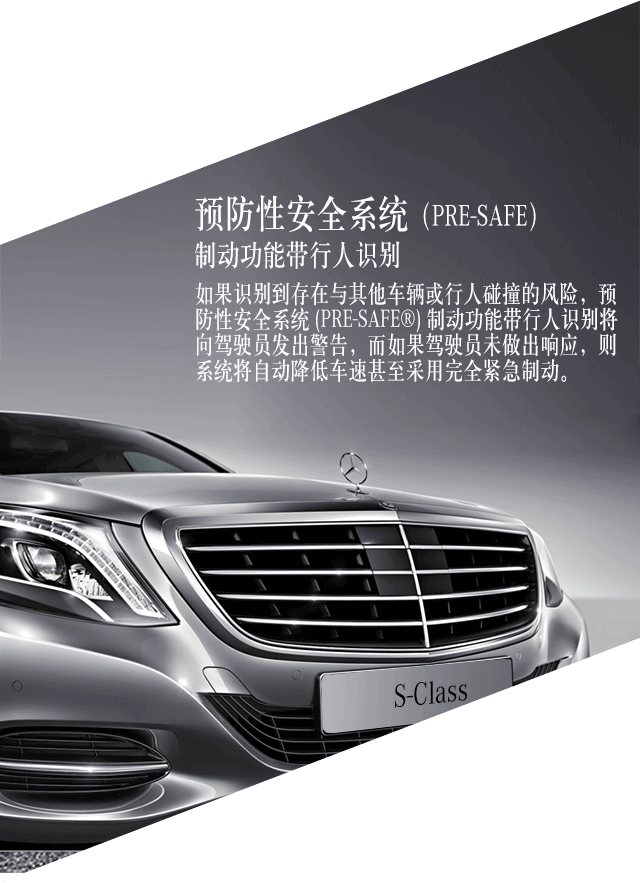 预防性安全系统（PRE-SAFE）
制动功能带行人识别
如果识别到存在与其他车辆或行人碰撞的风险，预
防性安全系统 (PRE-SAFE®) 制动功能带行人识别将
向驾驶员发出警告，而如果驾驶员未做出响应，则
系统将自动降低车速甚至采用完全紧急制动。
S-Class